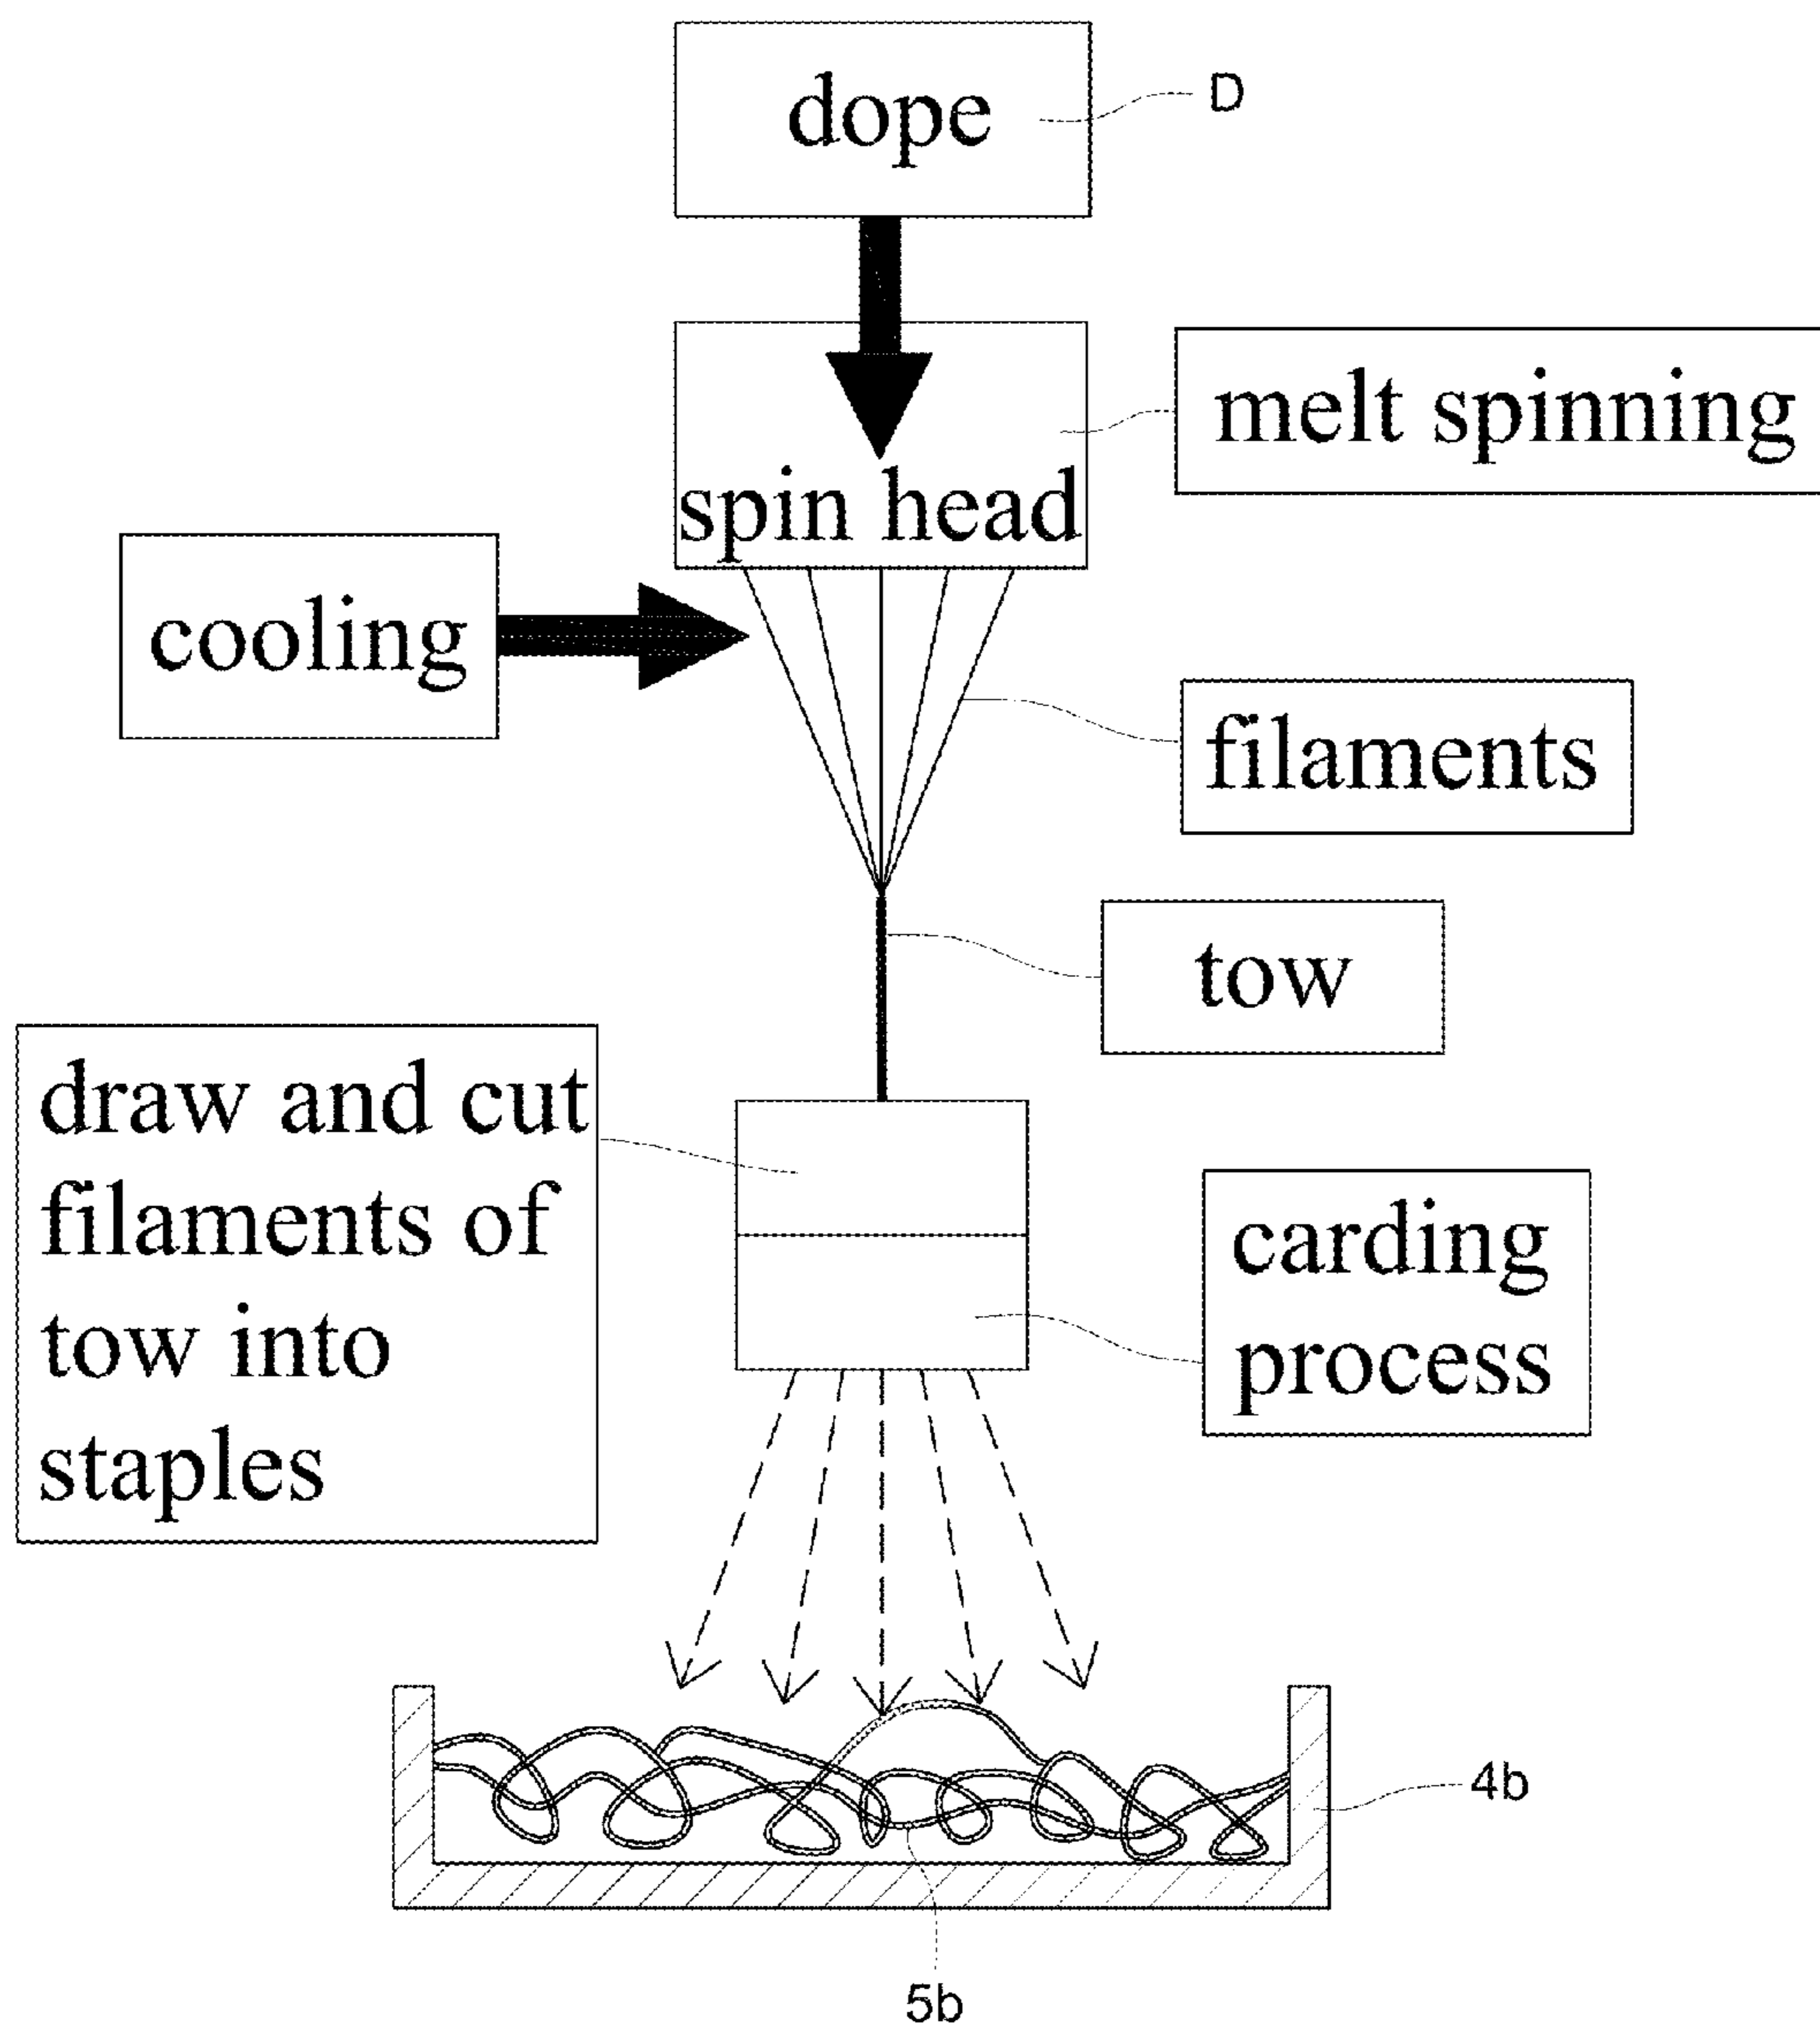 dope
D
melt spinning
spin head
cooling
filaments
tow
draw and cut
filaments of
tow into
staples
carding
process
4b
5b